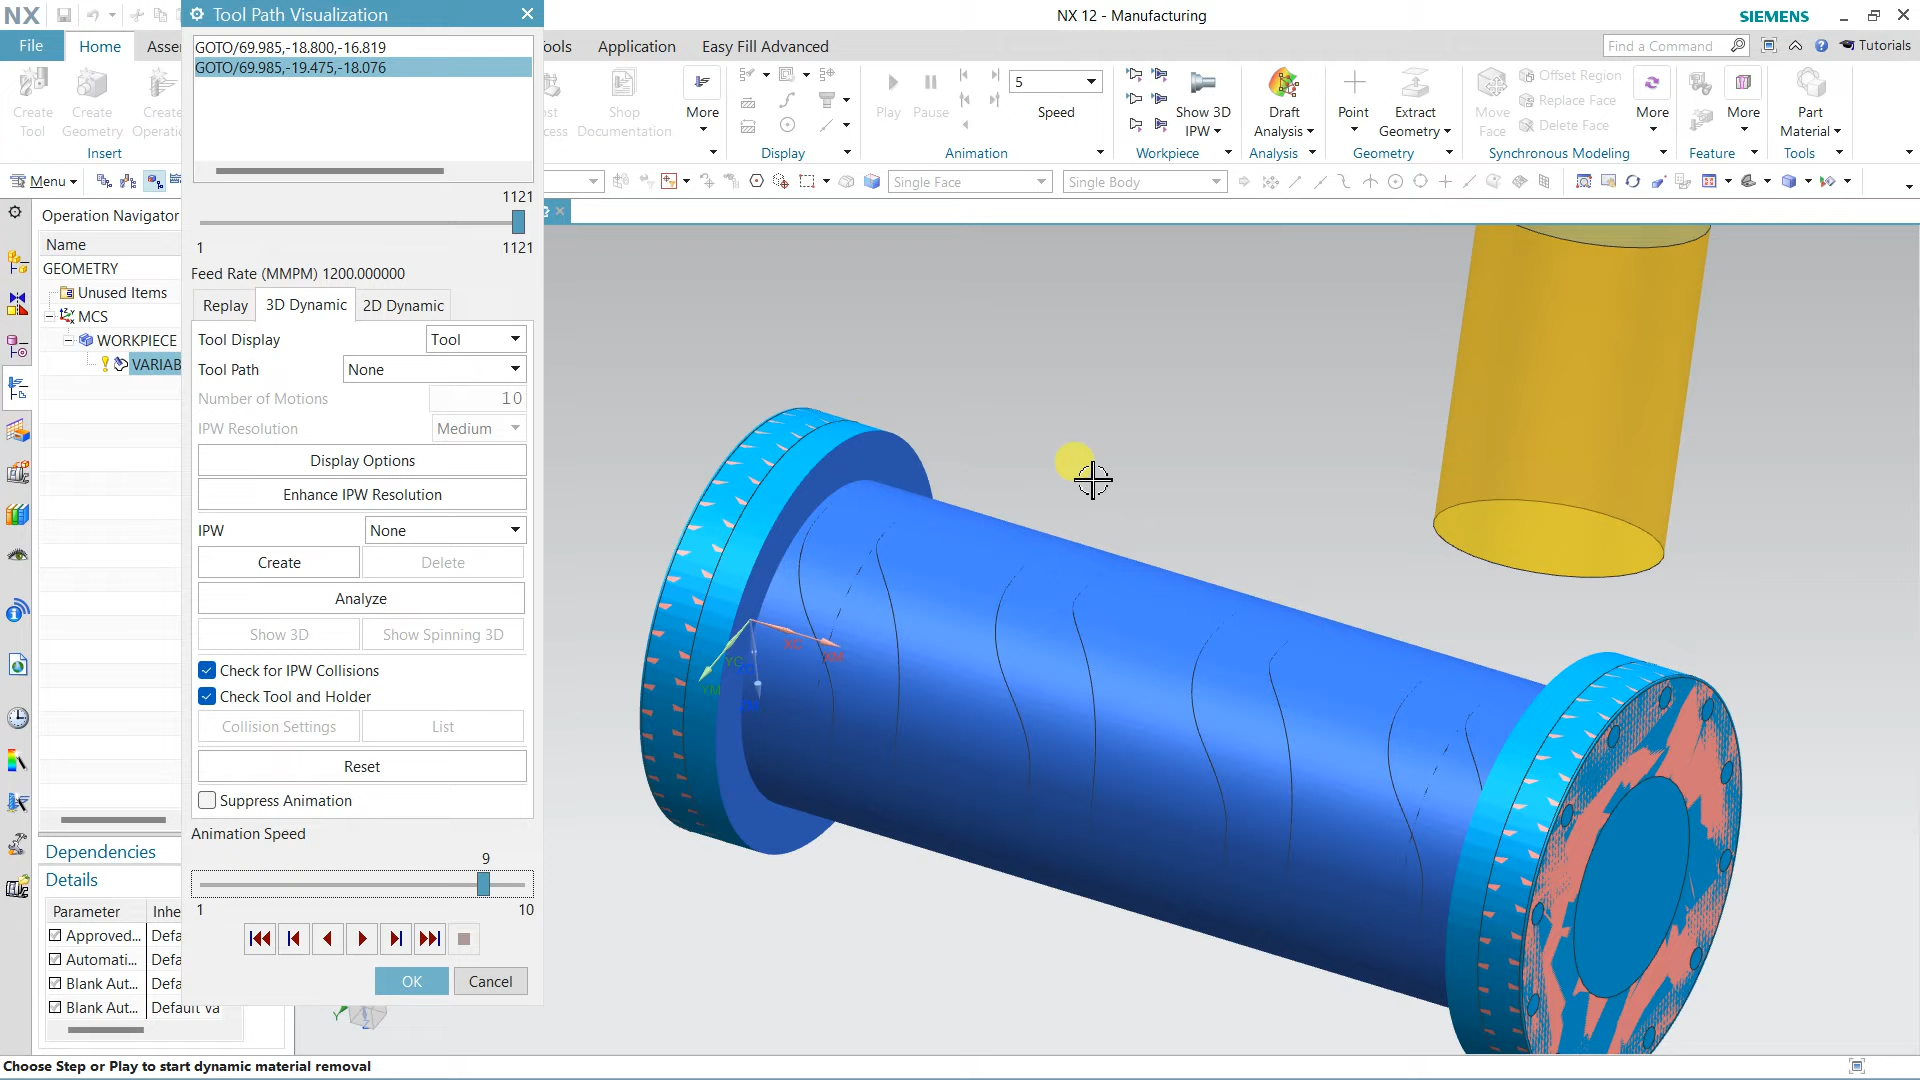 NX
Tool Path Visualization
NX 12 - Manufacturing
SIEMENS
File
Home
Asse
ools
Application
Easy Fill Advanced
Find a Command
Tutorials
GOTO/69.985,-18.800,-16.819
GOTO/69.985,-19.475,-18.076
Create Tool
Create Geometry
Create Operati
Insert
Shop Documentation
More
Display
Play
Pause
5
Speed
Animation
Show 3D IPW
Workpiece
Draft Analysis
Analysis
Point
Extract Geometry
Geometry
Move Face
Offset Region
Replace Face
Delete Face
More
Synchronous Modeling
More
Feature
Part Material
Tools
Menu
Single Face
Single Body
1121
1
1121
Operation Navigator
Name
GEOMETRY
Unused Items
MCS
WORKPIECE
VARIAB
Feed Rate (MMPM) 1200.000000
Replay
3D Dynamic
2D Dynamic
Tool Display
Tool
Tool Path
None
Number of Motions
10
IPW Resolution
Medium
Display Options
Enhance IPW Resolution
IPW
None
Create
Delete
Analyze
Show 3D
Show Spinning 3D
Check for IPW Collisions
Check Tool and Holder
Collision Settings
List
Reset
Suppress Animation
Animation Speed
9
1
10
OK
Cancel
XC
XM
YC
YM
Dependencies
Details
Parameter
Inhe
Approved...
Defa
Automati...
Defa
Blank Aut...
Defa
Blank Aut...
Default Va
Choose Step or Play to start dynamic material removal